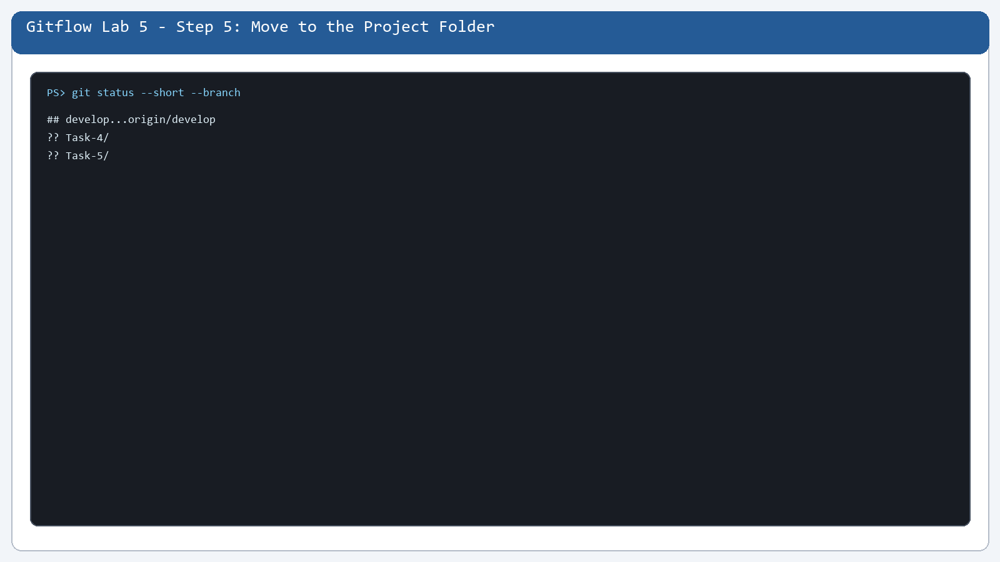 Gitflow Lab 5 - Step 5: Move to the Project Folder
PS> git status --short --branch
## develop...origin/develop
?? Task-4/
?? Task-5/